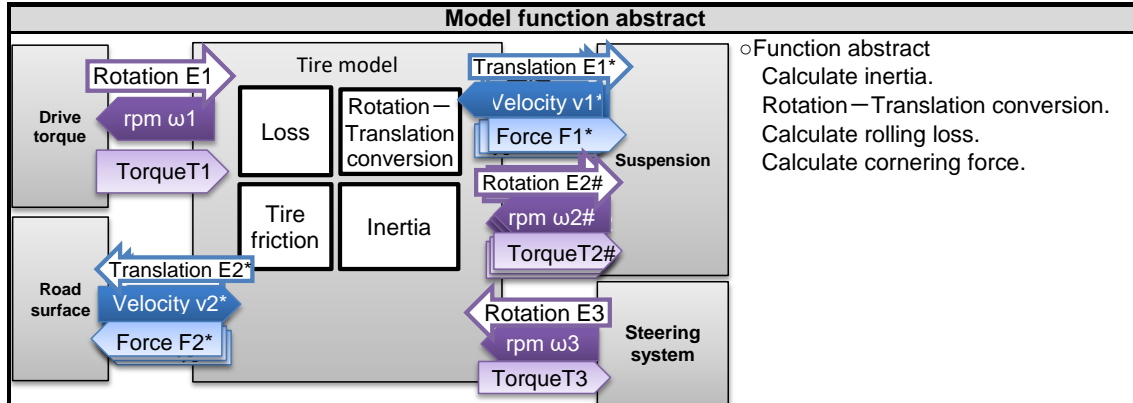 Model function abstract
Drive
torque
Rotation E1
rpm ω1
TorqueT1
Tire model
Loss
Rotation－
Translation
conversion
Tire
friction
Inertia
Translation E1*
Velocity v1*
Force F1*
Rotation E2#
rpm ω2#
TorqueT2#
Suspension
Road
surface
Translation E2*
Velocity v2*
Force F2*
Rotation E3
rpm ω3
TorqueT3
Steering
system
○Function abstract
Calculate inertia.
Rotation－Translation conversion.
Calculate rolling loss.
Calculate cornering force.